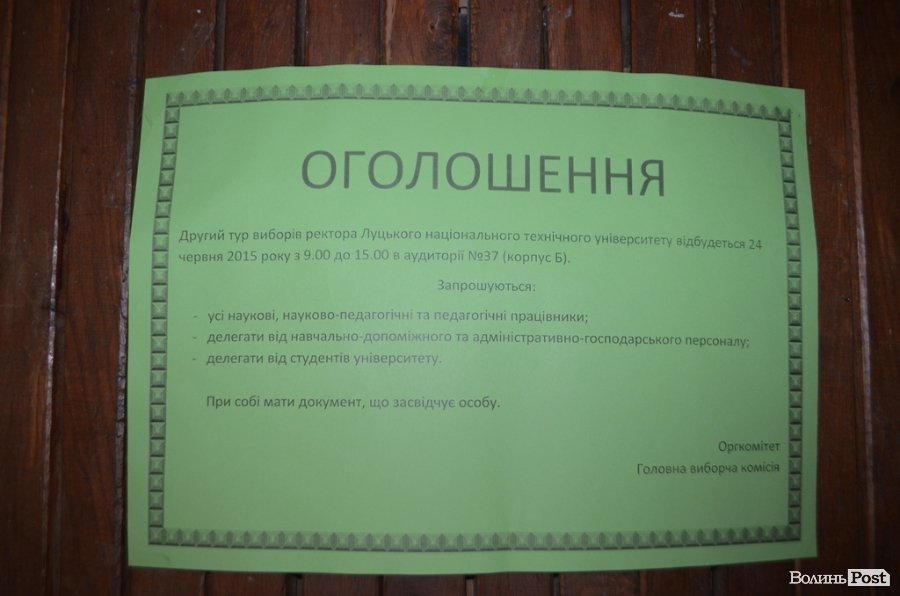 ОГОЛОШЕННЯ
Другий тур виборів ректора Луцького національного технічного університету відбудеться 24
червня 2015 року з 9.00 до 15.00 в аудиторії №37 (корпус Б).
Запрошуються:
- усі наукові, науково-педагогічні та педагогічні працівники;
- делегати від навчально-допоміжного та адміністративно-господарського персоналу;
- делегати від студентів університету.
При собі мати документ, що засвідчує особу.
Оргкомітет
Головна виборча комісія
ВолиньPost